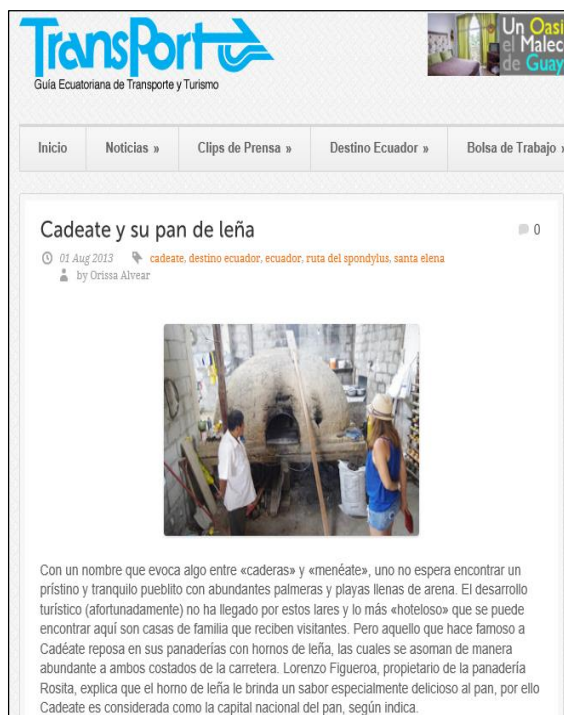 TransPort
Guía Ecuatoriana de Transporte y Turismo
Un Oasi
el Malec
de Guay
Inicio
Noticias »
Clips de Prensa »
Destino Ecuador »
Bolsa de Trabajo »
Cadeate y su pan de leña
0
01 Aug 2013 cadeate, destino ecuador, ecuador, ruta del spondylus, santa elena
by Orissa Alvear
Con un nombre que evoca algo entre «caderas» y «menéate», uno no espera encontrar un
prístino y tranquilo pueblito con abundantes palmeras y playas llenas de arena. El desarrollo
turístico (afortunadamente) no ha llegado por estos lares y lo más «hoteloso» que se puede
encontrar aquí son casas de familia que reciben visitantes. Pero aquello que hace famoso a
Cadéate reposa en sus panaderías con hornos de leña, las cuales se asoman de manera
abundante a ambos costados de la carretera. Lorenzo Figueroa, propietario de la panadería
Rosita, explica que el horno de leña le brinda un sabor especialmente delicioso al pan, por ello
Cadeate es considerada como la capital nacional del pan, según indica.